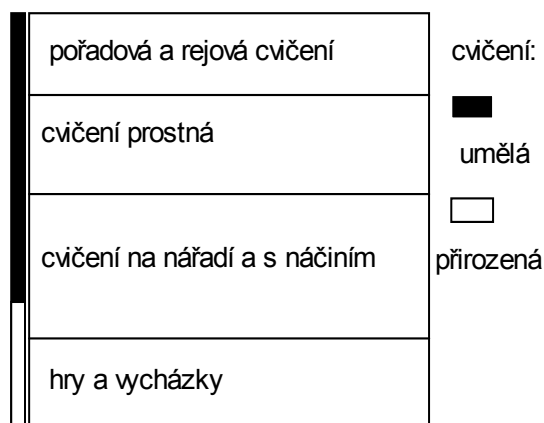 pořadová a rejová cvičení
cvičení prostná
cvičení na nářadí a s náčiním
hry a vycházky
cvičení:
umělá
přirozená